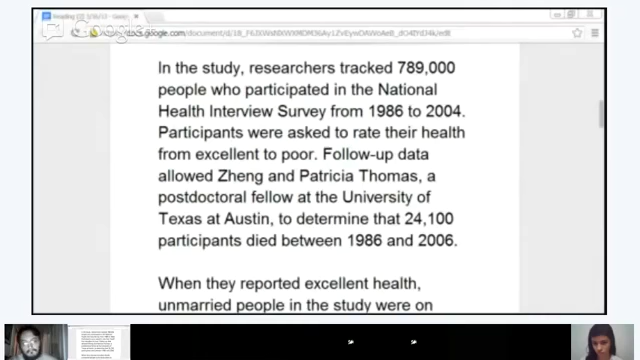 In the study, researchers tracked 789,000
people who participated in the National
Health Interview Survey from 1986 to 2004.
Participants were asked to rate their health
from excellent to poor. Follow-up data
allowed Zheng and Patricia Thomas, a
postdoctoral fellow at the University of
Texas at Austin, to determine that 24,100
participants died between 1986 and 2006.
When they reported excellent health,
unmarried people in the study were on